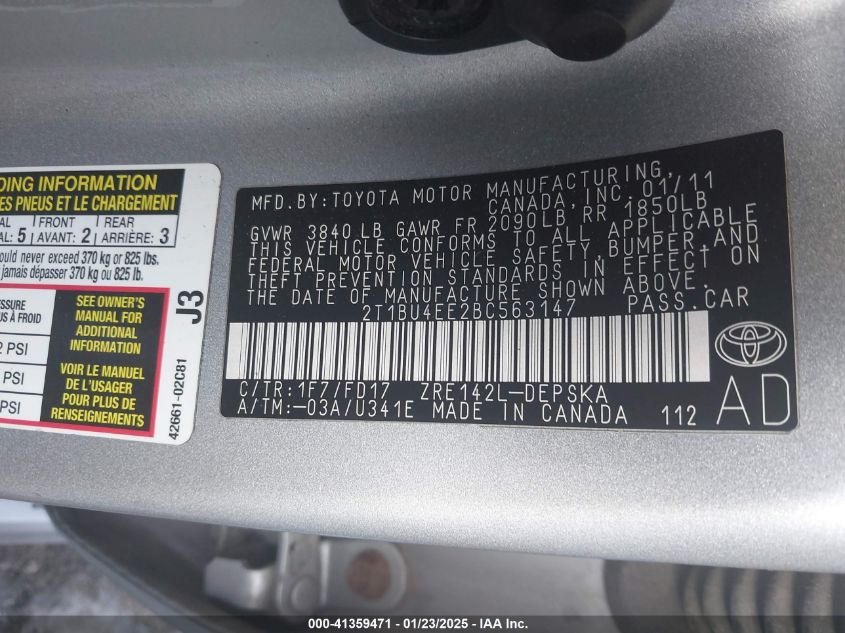 DING INFORMATION
ES PNEUS ET LE CHARGEMENT
AL FRONT REAR
AL: 5 AVANT: 2 ARRIÈRE: 3
ould never exceed 370 kg or 825 lbs.
jamais dépasser 370 kg ou 825 lb.
ESSURE
US À FROID
2 PSI
PSI
PSI
SEE OWNER'S
MANUAL FOR
ADDITIONAL
INFORMATION
VOIR LE MANUEL
DE L'USAGER
POUR PLUS DE
RENSEIGNEMENTS
J3
42661-02C81
MFD.BY:TOYOTA MOTOR MANUFACTURING,
CANADA, INC. 01/11
GVWR 3840 LB GAWR FR 2090LB, RR 1850LB
THIS VEHICLE CONFORMS TO ALL APPLICABLE
FEDERAL MOTOR VEHICLE SAFETY, BUMPER, AND
THEFT PREVENTION STANDARDS IN EFFECT ON
THE DATE OF MANUFACTURE SHOWN ABOVE.
2T1BU4EE2BC563147 PASS.CAR
C/TR:1F7/FD17 ZRE142L-DEPSKA
A/TM:-03A/U341E MADE IN CANADA 112
AD
000-41359471 - 01/23/2025 - IAA Inc.